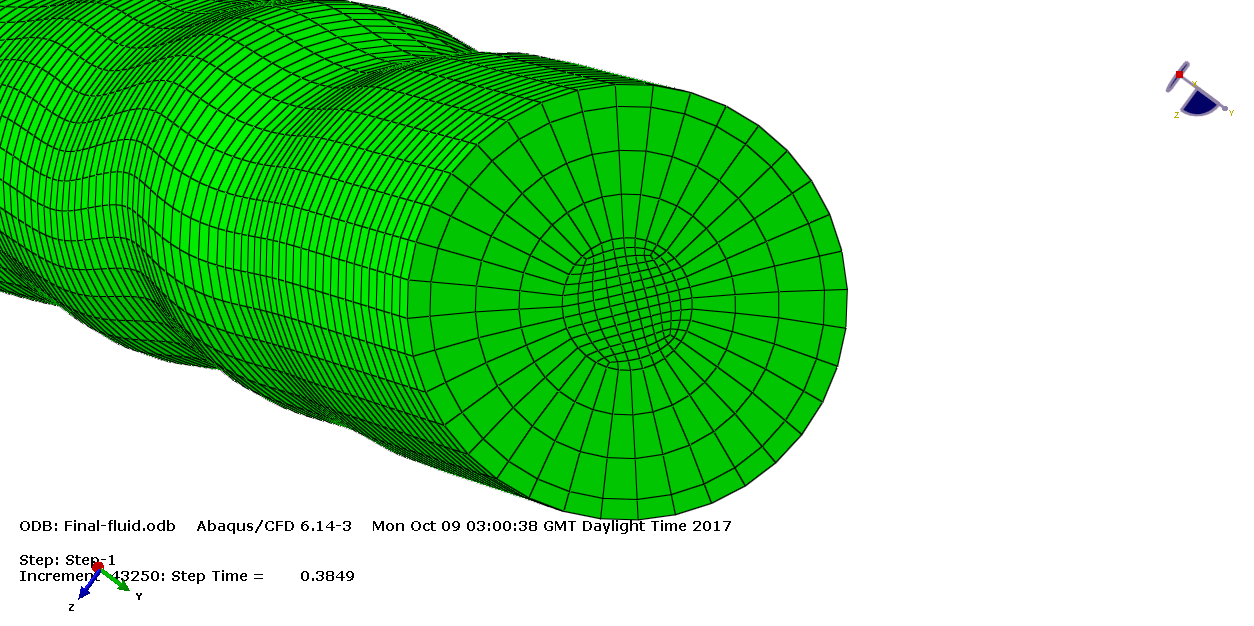 Y
Z
Y
ODB: Final-fluid.odb    Abaqus/CFD 6.14-3    Mon Oct 09 03:00:38 GMT Daylight Time 2017
Step: Step-1
Increment 43250: Step Time =    0.3849
Y
Z